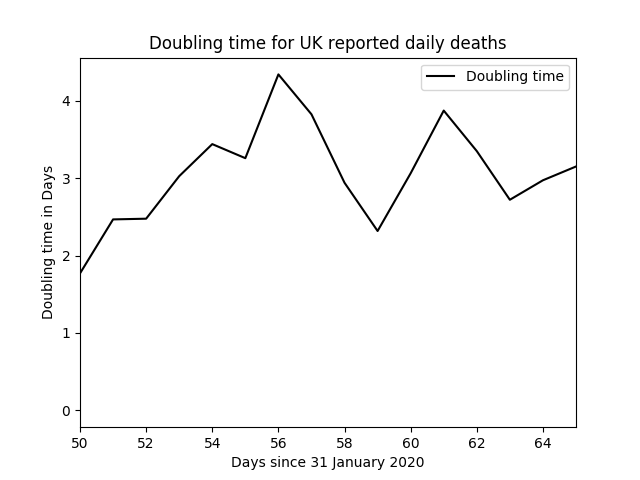 Doubling time for UK reported daily deaths
Doubling time
Doubling time in Days
4
3
2
1
0
50 52 54 56 58 60 62 64
Days since 31 January 2020